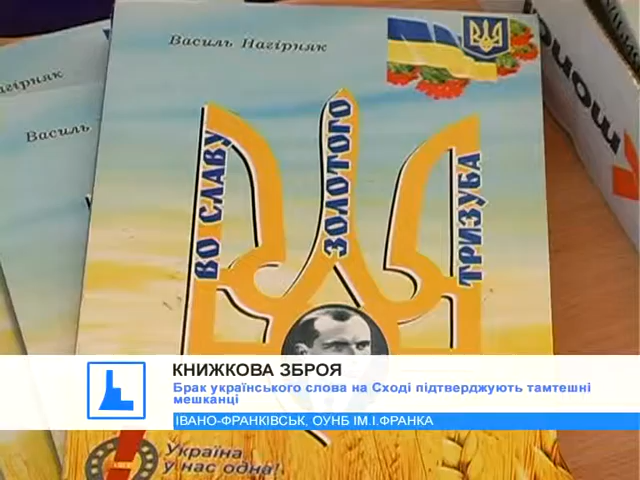 Василь Нагірняк
Василь
ВО СЛАВУ
ЗОЛОТОГО
ТРИЗУБА
КНИЖКОВА ЗБРОЯ
Брак українського слова на Сході підтверджують тамтешні
мешканці
ІВАНО-ФРАНКІВСЬК, ОУНБ ІМ.І.ФРАНКА
Україна
у нас одна!